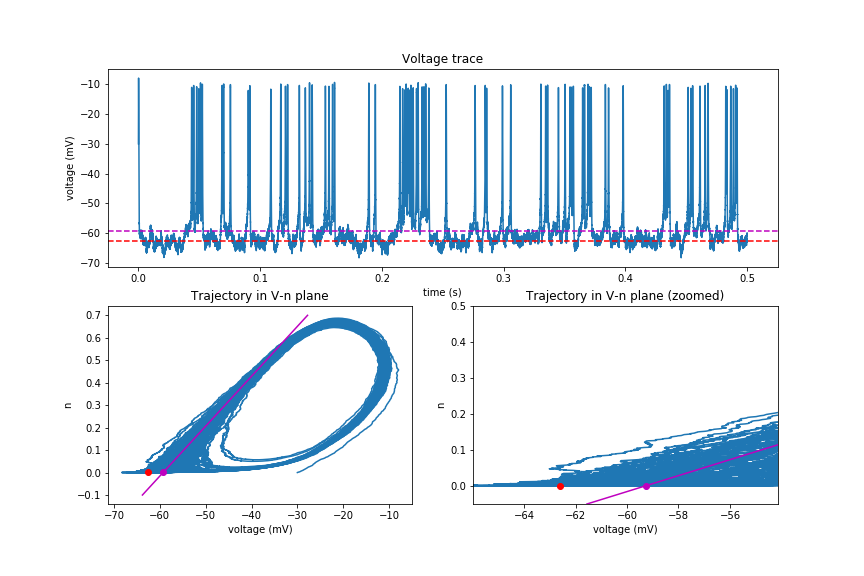 Voltage trace
voltage (mV)
−10
−20
−30
−40
−50
−60
−70
0.0 0.1 0.2 0.3 0.4 0.5
time (s)
Trajectory in V-n plane
n
0.7
0.6
0.5
0.4
0.3
0.2
0.1
0.0
−0.1
−70 −60 −50 −40 −30 −20 −10
voltage (mV)
Trajectory in V-n plane (zoomed)
n
0.5
0.4
0.3
0.2
0.1
0.0
−64 −62 −60 −58 −56
voltage (mV)